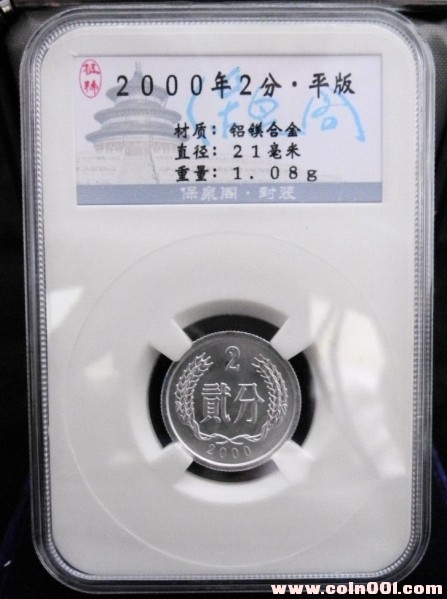 2000年2分·平版
材质：铝镁合金
直径：21毫米
重量：1.08g
保泉阁·封装
2
貳分
2000
www.coin001.com